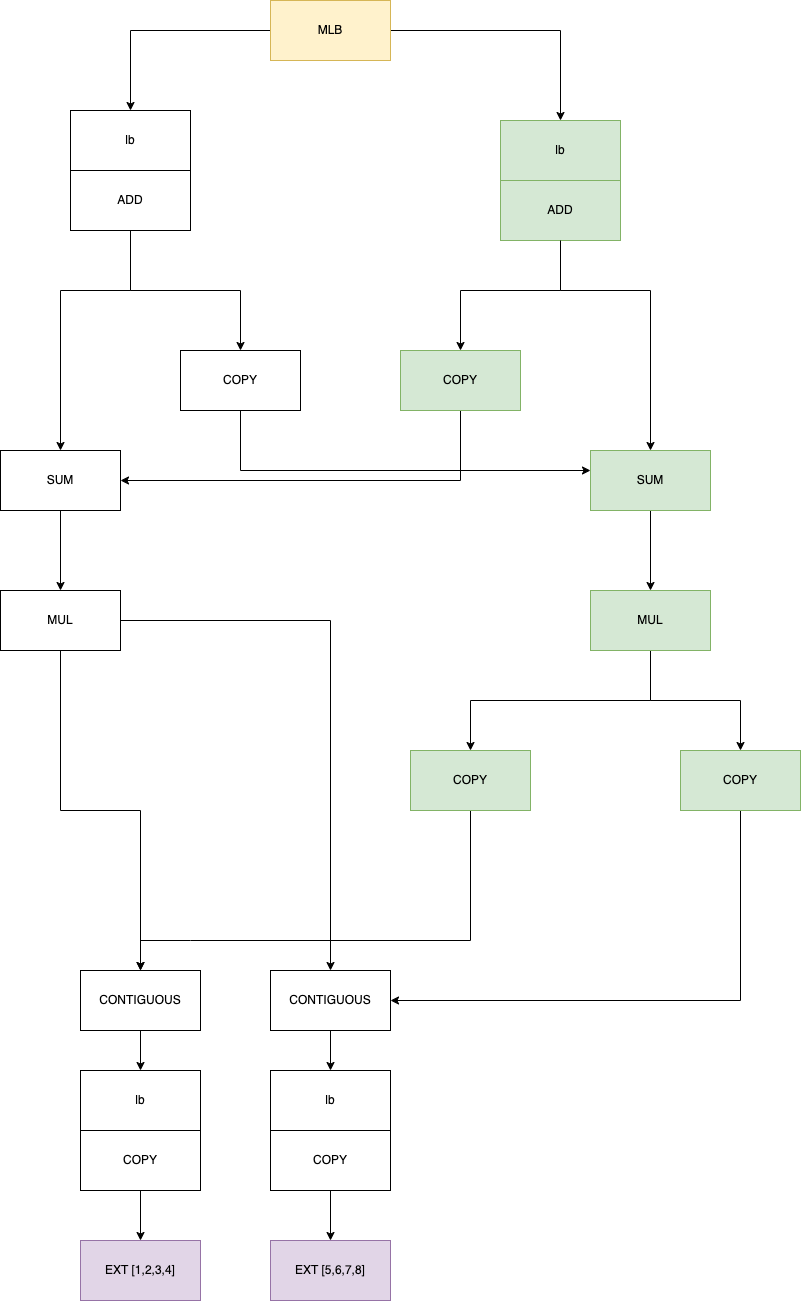 MLB
lb
lb
ADD
ADD
COPY
COPY
SUM
SUM
MUL
MUL
COPY
COPY
CONTIGUOUS
CONTIGUOUS
lb
lb
COPY
COPY
EXT [1,2,3,4]
EXT [5,6,7,8]